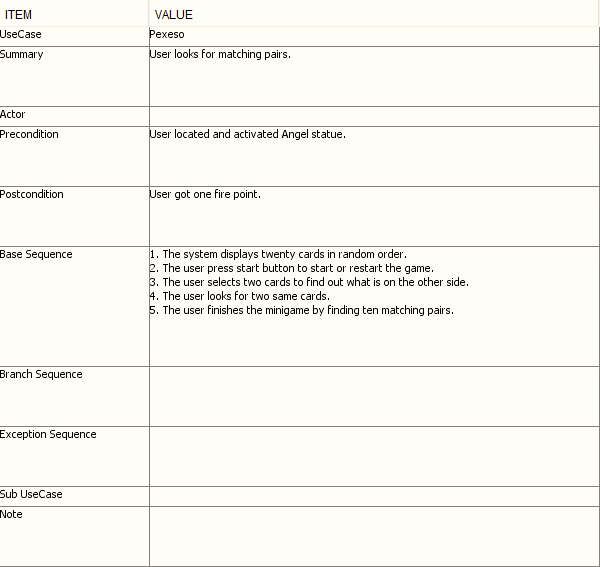 ITEM VALUE
UseCase Pexeso
Summary User looks for matching pairs.
Actor
Precondition User located and activated Angel statue.
Postcondition User got one fire point.
Base Sequence 1. The system displays twenty cards in random order.
2. The user press start button to start or restart the game.
3. The user selects two cards to find out what is on the other side.
4. The user looks for two same cards.
5. The user finishes the minigame by finding ten matching pairs.
Branch Sequence
Exception Sequence
Sub UseCase
Note